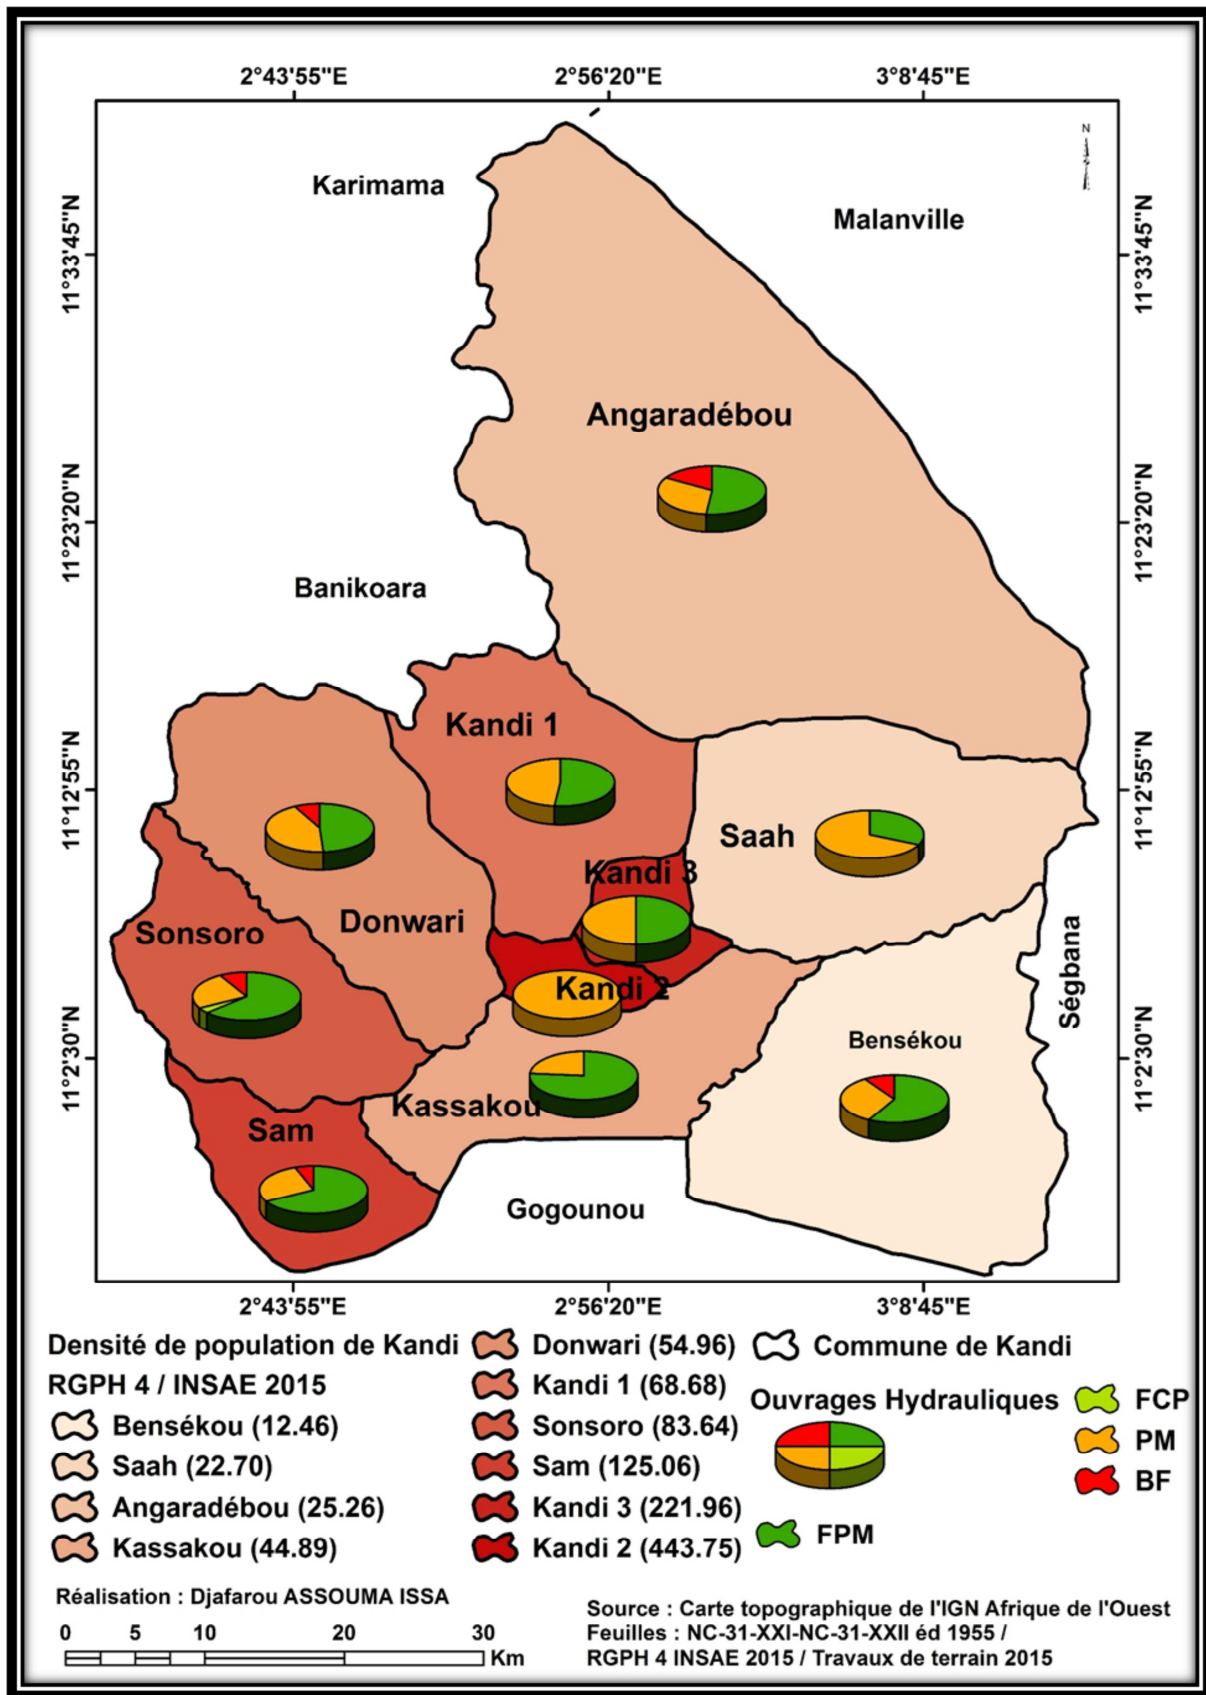 2°43'55"E 2°56'20"E 3°8'45"E
N
Karimama
Malanville
11°33'45"N 11°33'45"N
Angaradébou
11°23'20"N 11°23'20"N
Banikoara
Kandi 1
11°12'55"N 11°12'55"N
Saah
Kandi 3
Donwari
Sonsoro
Ségbana
Kandi 2
Bensékou
11°2'30"N 11°2'30"N
Kassakou
Sam
Gogounou
2°43'55"E 2°56'20"E 3°8'45"E
Densité de population de Kandi
RGPH 4 / INSAE 2015
Bensékou (12.46)
Saah (22.70)
Angaradébou (25.26)
Kassakou (44.89)
Donwari (54.96)
Kandi 1 (68.68)
Sonsoro (83.64)
Sam (125.06)
Kandi 3 (221.96)
Kandi 2 (443.75)
Commune de Kandi
Ouvrages Hydrauliques
FCP
PM
BF
FPM
Réalisation : Djafarou ASSOUMA ISSA
0 5 10 20 30
Km
Source : Carte topographique de l'IGN Afrique de l'Ouest
Feuilles : NC-31-XXI-NC-31-XXII éd 1955 /
RGPH 4 INSAE 2015 / Travaux de terrain 2015